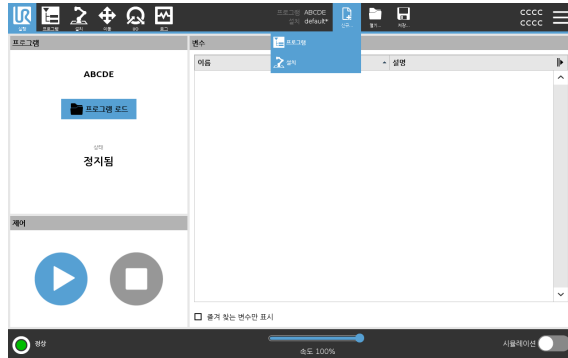 UR
실행 프로그램 설치 이동 I/O 로그
프로그램 ABCDE
설치 default*
신규... 열기... 저장...
CCCC
CCCC
프로그램
변수
프로그램
설치
이름
설명
ABCDE
프로그램 로드
상태
정지됨
제어
즐겨 찾는 변수만 표시
정상
속도 100%
시뮬레이션